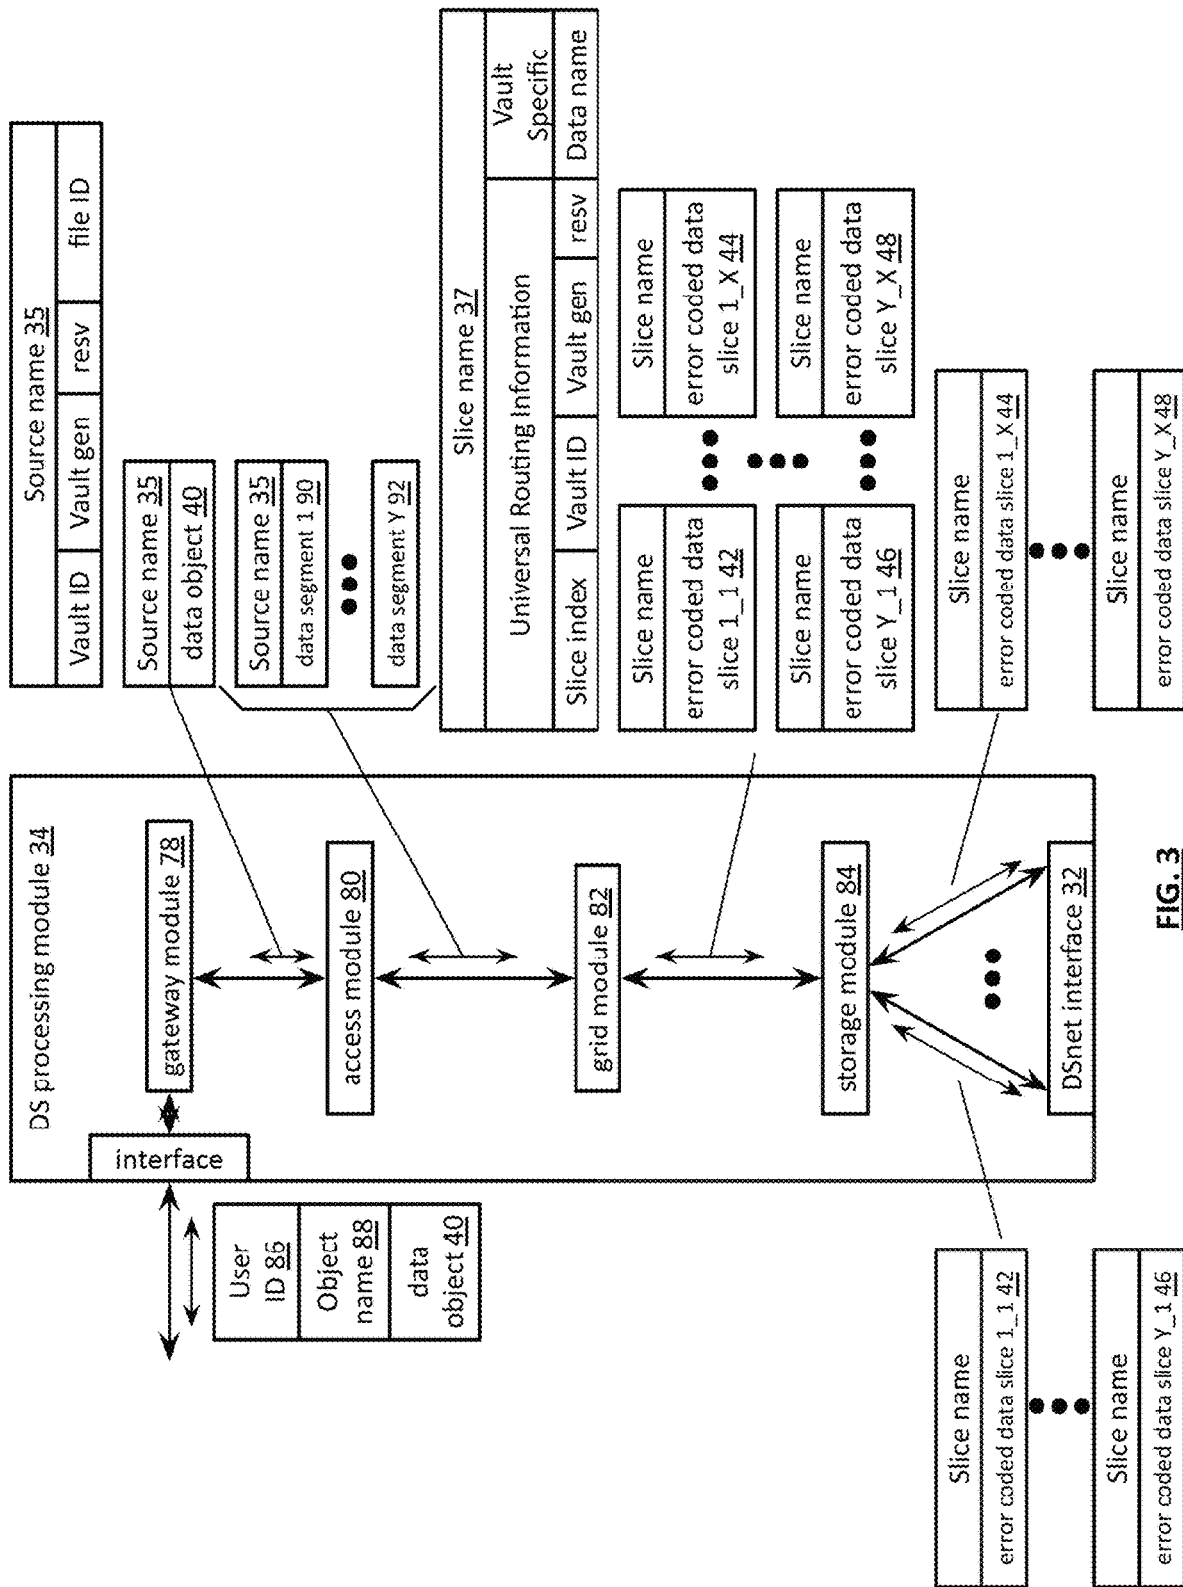 DS processing module 34
interface
gateway module 78
access module 80
grid module 82
storage module 84
DSnet interface 32
User
ID 86
Object
name 88
data
object 40
Source name 35
Vault ID
Vault gen
resv
file ID
Source name 35
data object 40
Source name 35
data segment 1 90
data segment Y 92
Slice name 37
Universal Routing Information
Vault
Specific
Slice index
Vault ID
Vault gen
resv
Data name
Slice name
error coded data
slice 1_1 42
Slice name
error coded data
slice 1_X 44
Slice name
error coded data
slice Y_1 46
Slice name
error coded data
slice Y_X 48
Slice name
error coded data slice 1_1 42
Slice name
error coded data slice Y_1 46
Slice name
error coded data slice 1_X 44
Slice name
error coded data slice Y_X 48
FIG. 3